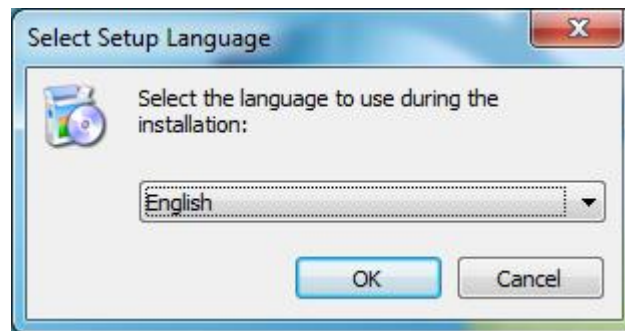 Select Setup Language
Select the language to use during the
installation:
English
OK
Cancel